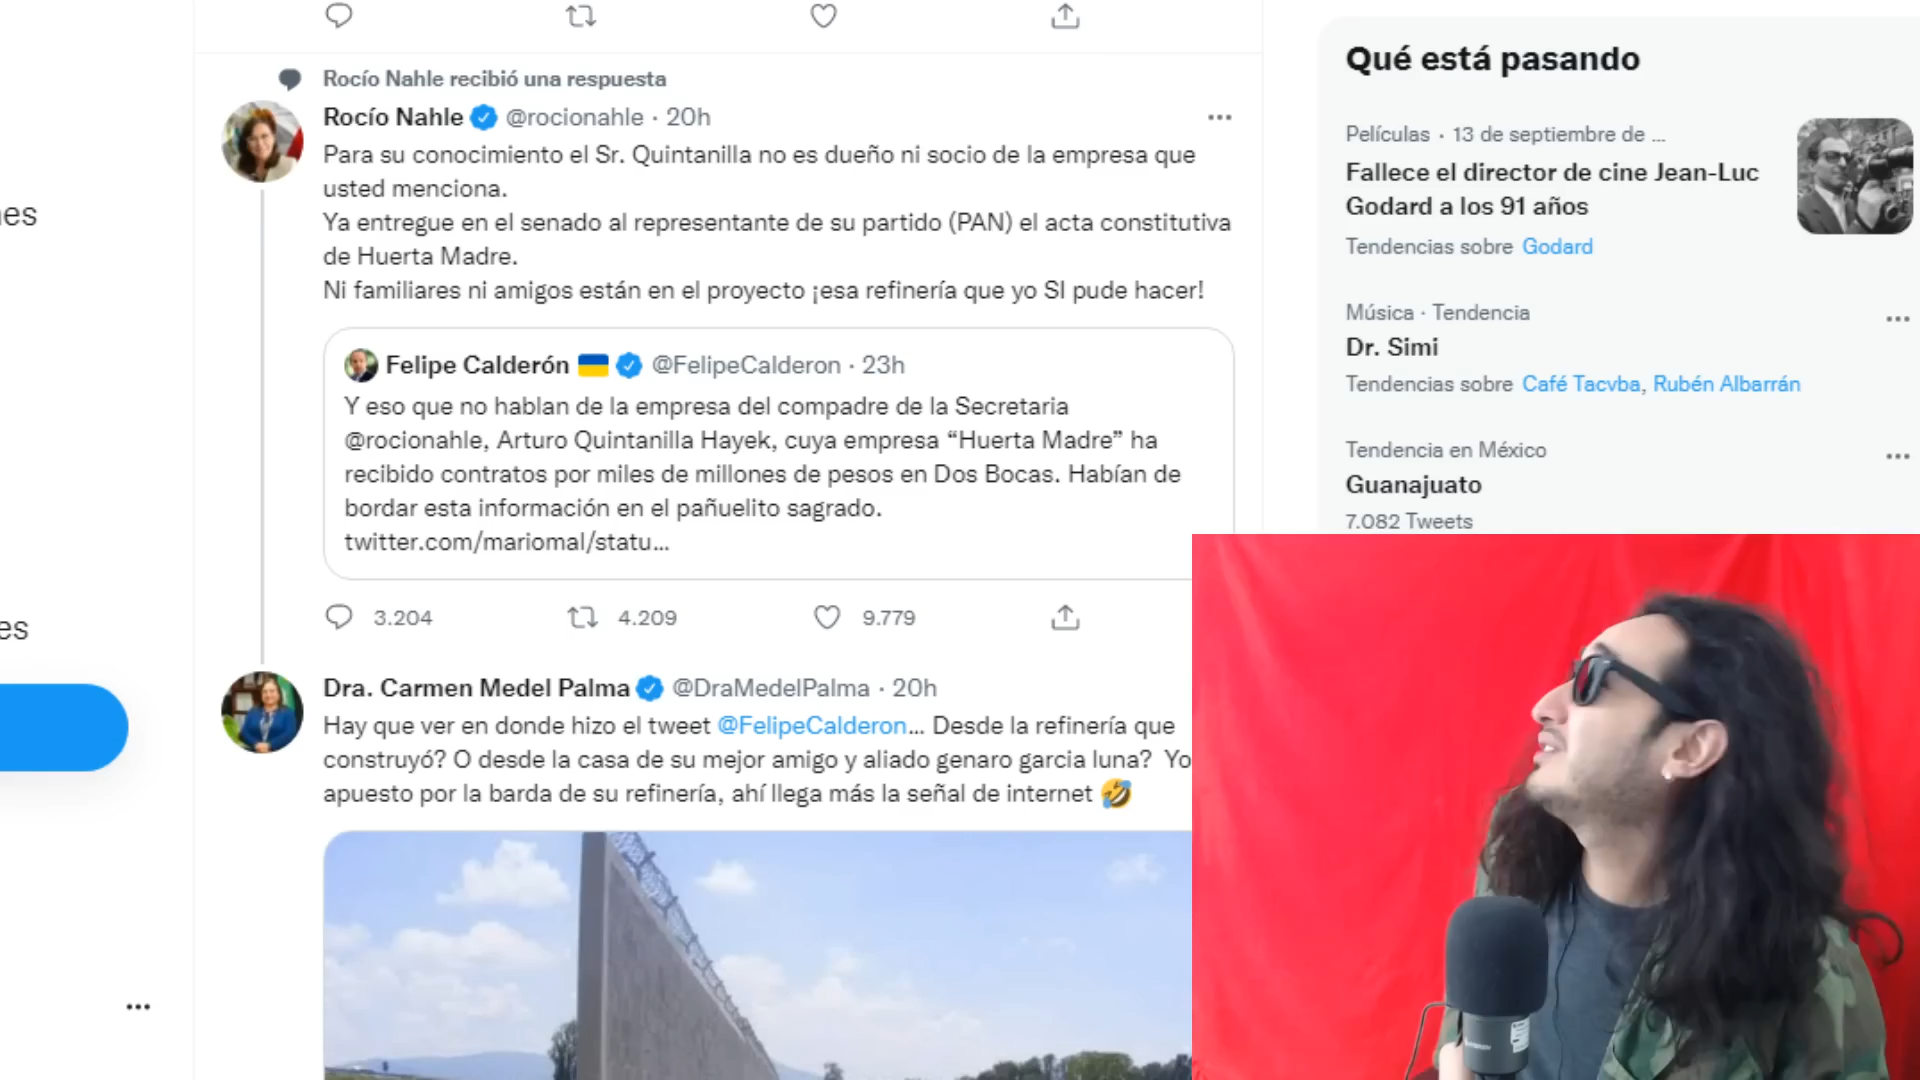 Rocío Nahle recibió una respuesta
Rocío Nahle @rocionahle · 20h
Para su conocimiento el Sr. Quintanilla no es dueño ni socio de la empresa que
usted menciona.
Ya entregue en el senado al representante de su partido (PAN) el acta constitutiva
de Huerta Madre.
Ni familiares ni amigos están en el proyecto ¡esa refinería que yo SI pude hacer!
Felipe Calderón @FelipeCalderon · 23h
Y eso que no hablan de la empresa del compadre de la Secretaria
@rocionahle, Arturo Quintanilla Hayek, cuya empresa “Huerta Madre” ha
recibido contratos por miles de millones de pesos en Dos Bocas. Habían de
bordar esta información en el pañuelito sagrado.
twitter.com/mariomal/statu...
3.204 4.209 9.779
Dra. Carmen Medel Palma @DraMedelPalma · 20h
Hay que ver en donde hizo el tweet @FelipeCalderon... Desde la refinería que
construyó? O desde la casa de su mejor amigo y aliado genaro garcia luna? Yo
apuesto por la barda de su refinería, ahí llega más la señal de internet
Qué está pasando
Películas · 13 de septiembre de ...
Fallece el director de cine Jean-Luc
Godard a los 91 años
Tendencias sobre Godard
Música · Tendencia
Dr. Simi
Tendencias sobre Café Tacvba, Rubén Albarrán
Tendencia en México
Guanajuato
7.082 Tweets
es